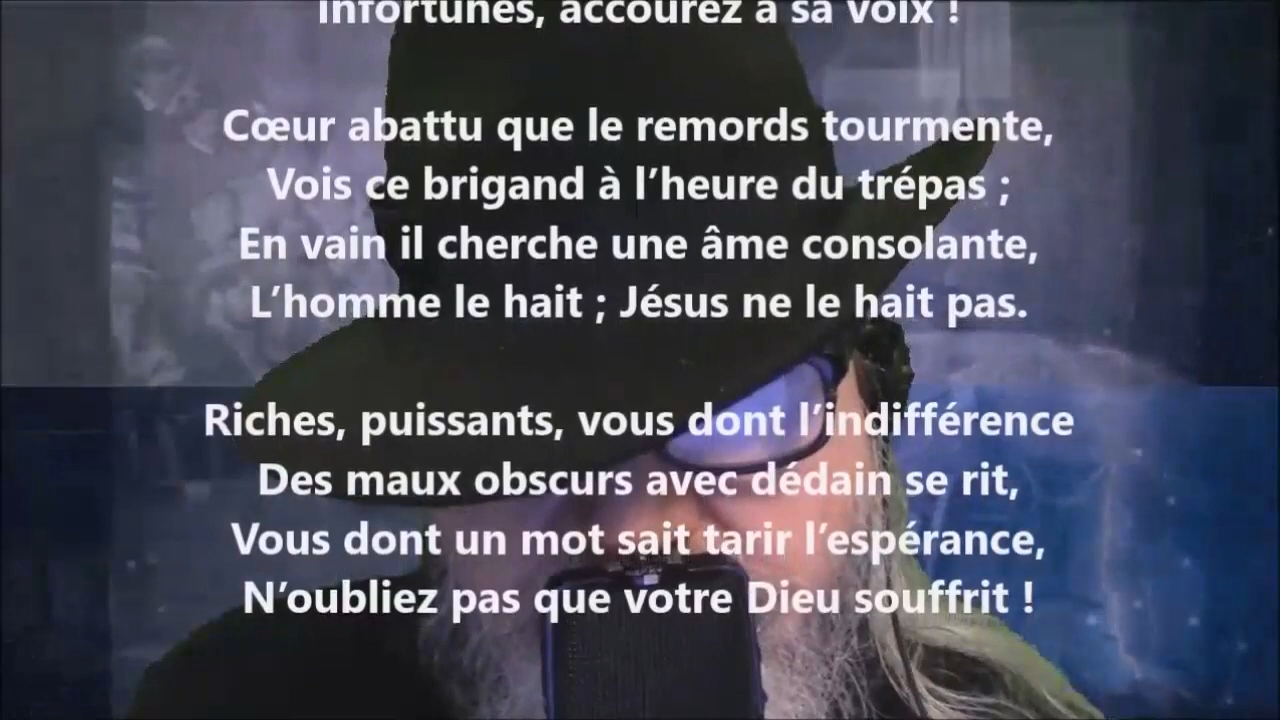 Infortunés, accourez à sa voix !
Cœur abattu que le remords tourmente,
Vois ce brigand à l’heure du trépas ;
En vain il cherche une âme consolante,
L’homme le hait ; Jésus ne le hait pas.
Riches, puissants, vous dont l’indifférence
Des maux obscurs avec dédain se rit,
Vous dont un mot sait tarir l’espérance,
N’oubliez pas que votre Dieu souffrit !